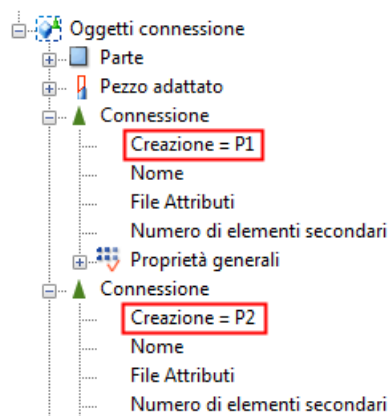 Oggetti connessione
Parte
Pezzo adattato
Connessione
Creazione = P1
Nome
File Attributi
Numero di elementi secondari
Proprietà generali
Connessione
Creazione = P2
Nome
File Attributi
Numero di elementi secondari